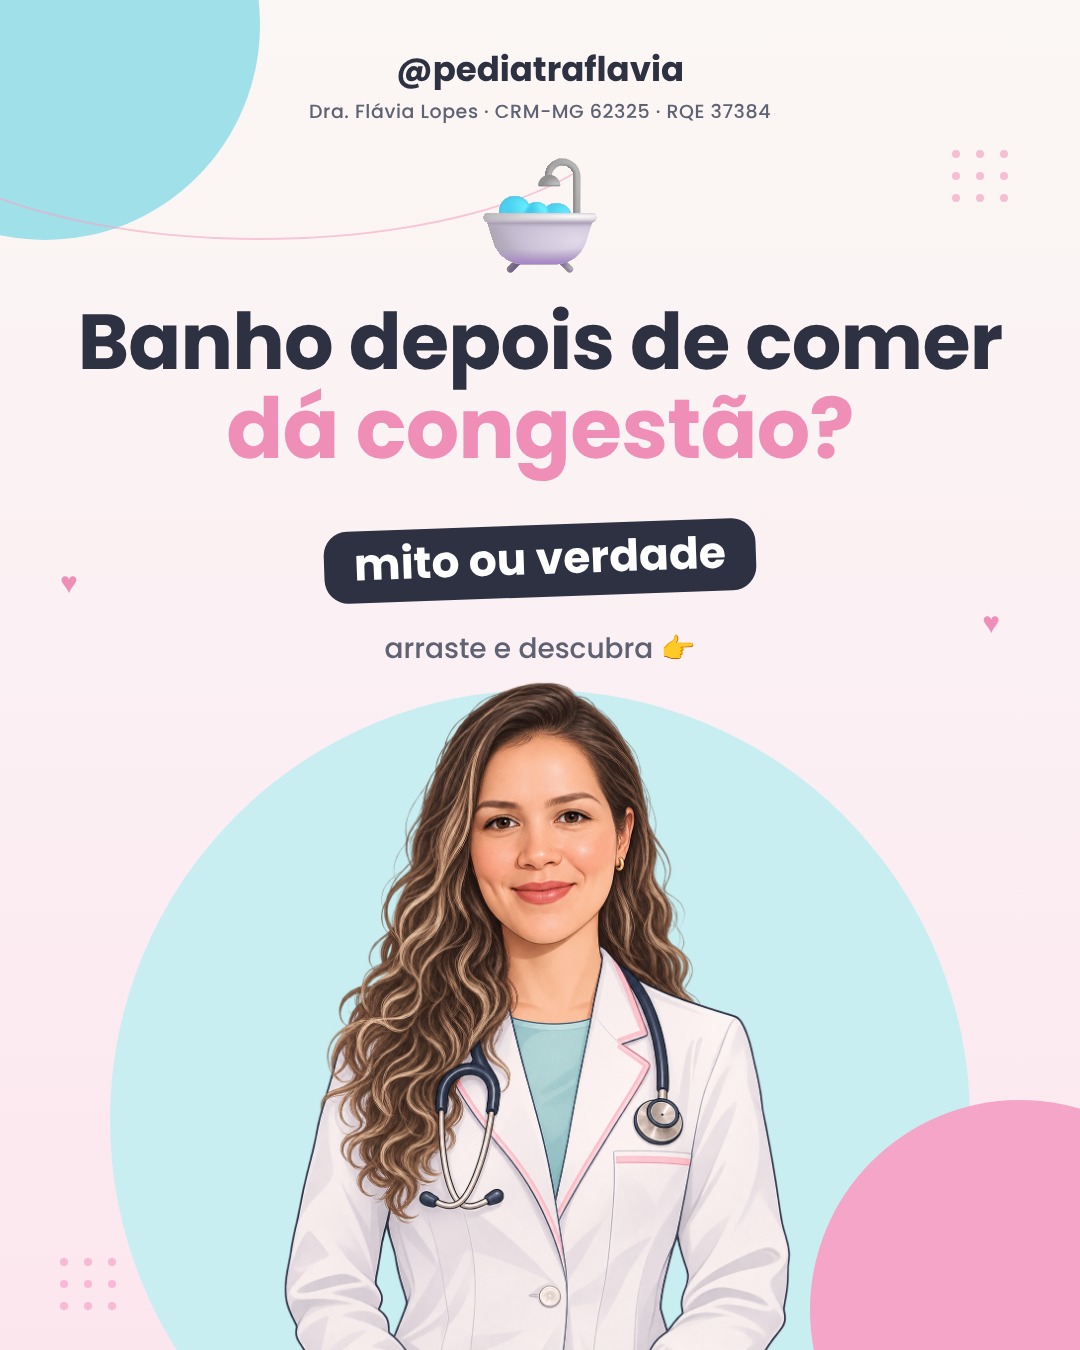 @pediatraflavia
Dra. Flávia Lopes · CRM-MG 62325 · RQE 37384
Banho depois de comer
dá congestão?
mito ou verdade
arraste e descubra 👉